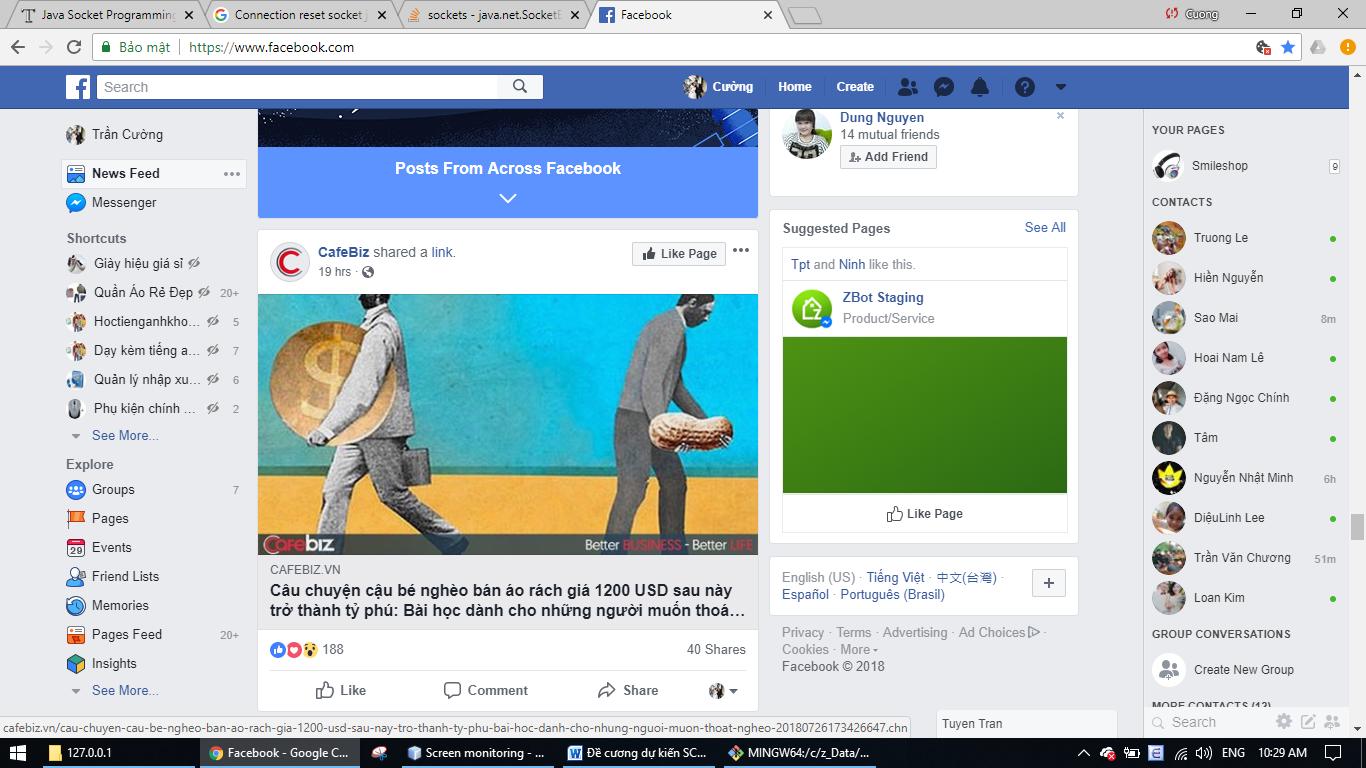 Java Socket Programming
Connection reset socket j
sockets - java.net.SocketE
Facebook
Cuong
Bảo mật
https://www.facebook.com
Search
Cường
Home
Create
Trần Cường
News Feed
Messenger
Shortcuts
Giày hiệu giá sỉ
Quần Áo Rẻ Đẹp 20+
Hoctienganhkho... 5
Dạy kèm tiếng a... 7
Quản lý nhập xu... 6
Phụ kiện chính ... 2
See More...
Explore
Groups 7
Pages
Events
29
Friend Lists
Memories
Pages Feed 20+
Insights
See More...
Posts From Across Facebook
CafeBiz shared a link.
19 hrs ·
Like Page
Cafebiz
Better BUSINESS - Better LIFE
CAFEBIZ.VN
Câu chuyện cậu bé nghèo bán áo rách giá 1200 USD sau này
trở thành tỷ phú: Bài học dành cho những người muốn thoá...
188
40 Shares
Like
Comment
Share
Dung Nguyen
14 mutual friends
Add Friend
Suggested Pages
See All
Tpt and Ninh like this.
ZBot Staging
Product/Service
Like Page
English (US) · Tiếng Việt · 中文(台灣) ·
Español · Português (Brasil)
Privacy · Terms · Advertising · Ad Choices ·
Cookies · More
Facebook © 2018
YOUR PAGES
Smileshop 9
CONTACTS
Truong Le
Hiền Nguyễn
Sao Mai 8m
Hoai Nam Lê
Đặng Ngọc Chính
Tâm
Nguyễn Nhật Minh 6h
DiệuLinh Lee
Trần Văn Chương 51m
Loan Kim
GROUP CONVERSATIONS
Create New Group
MORE CONTACTS (12)
Search
Tuyen Tran
cafebiz.vn/cau-chuyen-cau-be-ngheo-ban-ao-rach-gia-1200-usd-sau-nay-tro-thanh-ty-phu-bai-hoc-danh-cho-nhung-nguoi-muon-thoat-ngheo-20180726173426647.chn
127.0.0.1
Facebook - Google C...
Screen monitoring - ...
Đề cương dự kiến SC...
MINGW64:/c/z_Data/...
ENG
10:29 AM